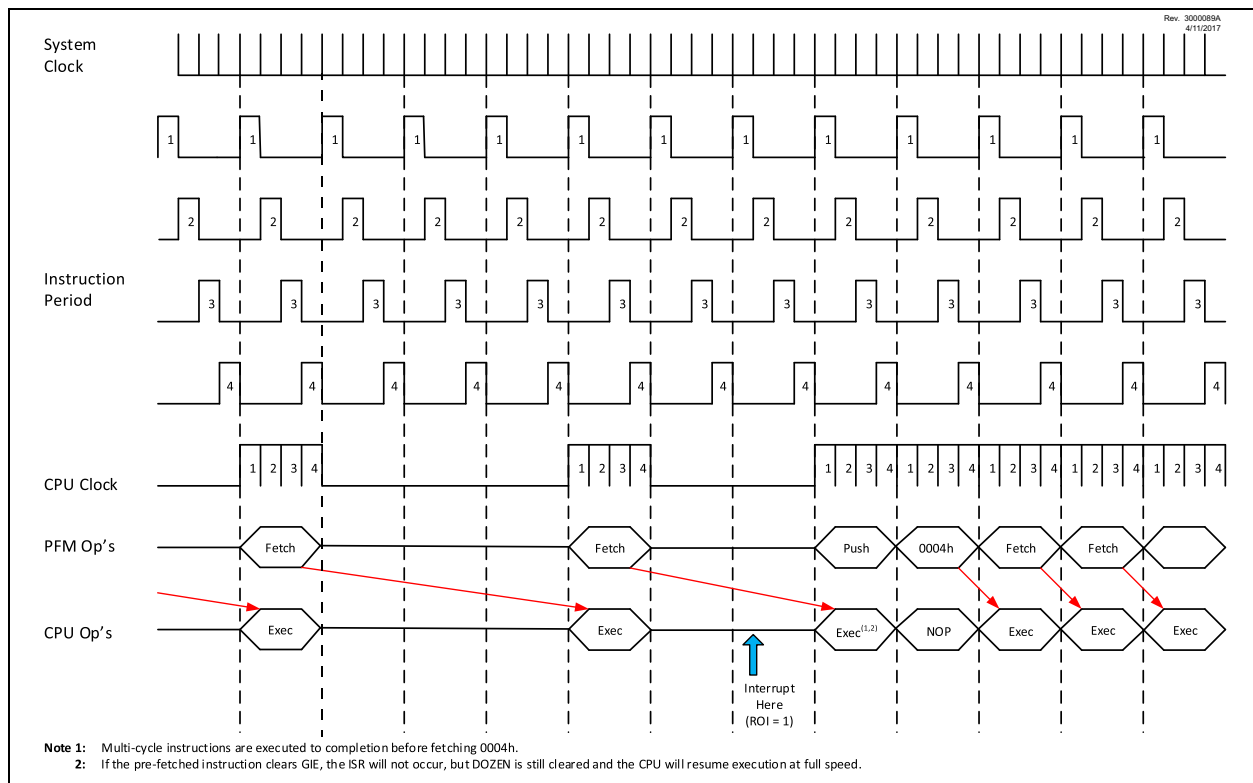 Rev. 3000089A
4/11/2017
System
Clock
1 1 1 1 1 1 1 1 1 1 1 1 1
2 2 2 2 2 2 2 2 2 2 2 2 2
Instruction
Period
3 3 3 3 3 3 3 3 3 3 3 3 3
4 4 4 4 4 4 4 4 4 4 4 4 4
CPU Clock
1 2 3 4 1 2 3 4 1 2 3 4 1 2 3 4 1 2 3 4 1 2 3 4 1 2 3 4
PFM Op's
Fetch Fetch Push 0004h Fetch Fetch
CPU Op's
Exec Exec Exec(1,2) NOP Exec Exec Exec
Interrupt
Here
(ROI = 1)
Note 1: Multi-cycle instructions are executed to completion before fetching 0004h.
2: If the pre-fetched instruction clears GIE, the ISR will not occur, but DOZEN is still cleared and the CPU will resume execution at full speed.